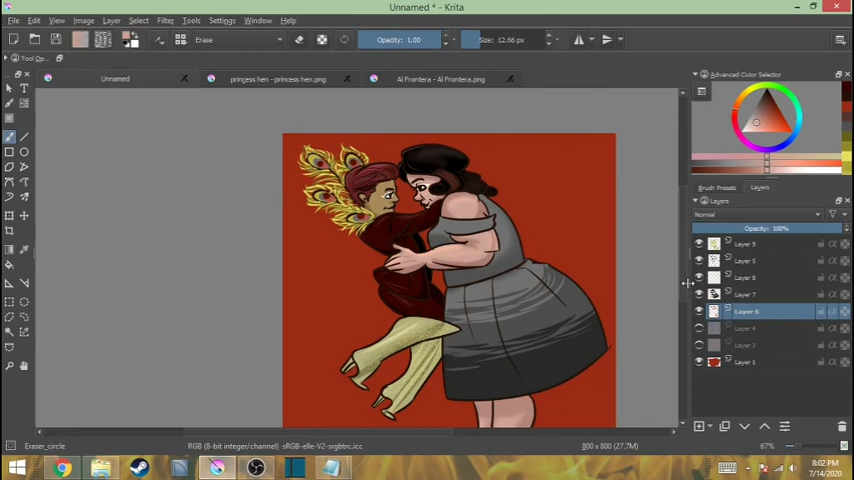 Unnamed * - Krita
File Edit View Image Layer Select Filter Tools Settings Window Help
Erase Opacity: 1.00 Size: 12.66 px
Tool Op...
Unnamed princess hen - princess hen.png Al Frontera - Al Frontera.png
Advanced Color Selector
Brush Presets Layers
Layers
Normal
Opacity: 100%
Layer 9
Layer 5
Layer 8
Layer 7
Layer 6
Layer 4
Layer 3
Layer 1
Eraser_circle RGB (8-bit integer/channel) sRGB-elle-V2-srgbtrc.icc 800 x 800 (27.7M) 67%
8:02 PM
7/14/2020